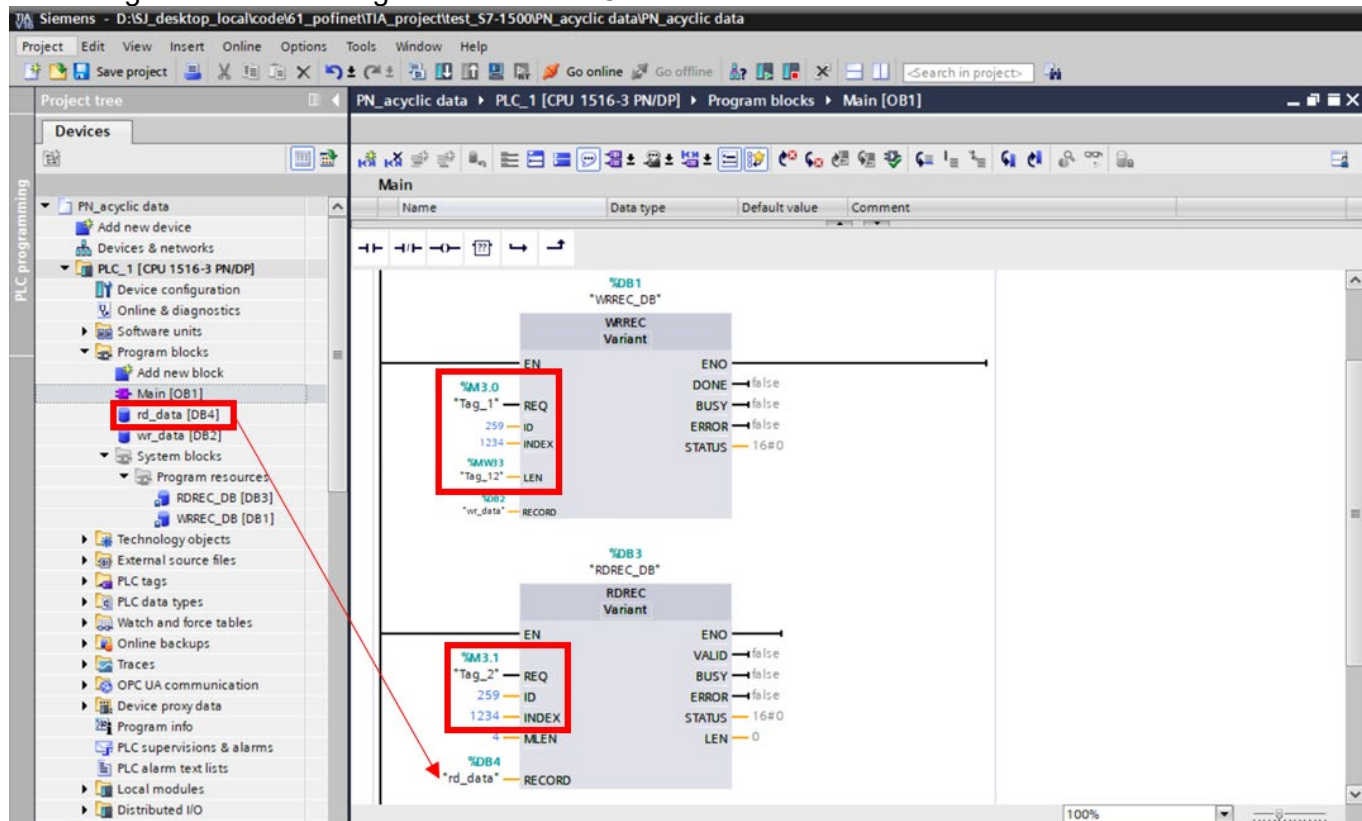 Siemens - D:\SJ_desktop_local\code\61_pofinet\TIA_project\test_S7-1500\PN_acyclic data\PN_acyclic data
Project Edit View Insert Online Options Tools Window Help
Save project Go online Go offline <Search in project>
Project tree
PN_acyclic data ▸ PLC_1 [CPU 1516-3 PN/DP] ▸ Program blocks ▸ Main [OB1]
Devices
PLC programming
PN_acyclic data
Add new device
Devices & networks
PLC_1 [CPU 1516-3 PN/DP]
Device configuration
Online & diagnostics
Software units
Program blocks
Add new block
Main [OB1]
rd_data [DB4]
wr_data [DB2]
System blocks
Program resources
RDREC_DB [DB3]
WRREC_DB [DB1]
Technology objects
External source files
PLC tags
PLC data types
Watch and force tables
Online backups
Traces
OPC UA communication
Device proxy data
Program info
PLC supervisions & alarms
PLC alarm text lists
Local modules
Distributed I/O
Main
Name Data type Default value Comment
%DB1
"WRREC_DB"
WRREC
Variant
EN ENO
%M3.0
"Tag_1" REQ
259 ID
1234 INDEX
%MW33
"Tag_12" LEN
%DB2
"wr_data" RECORD
DONE false
BUSY false
ERROR false
STATUS 16#0
%DB3
"RDREC_DB"
RDREC
Variant
EN ENO
%M3.1
"Tag_2" REQ
259 ID
1234 INDEX
4 MLEN
%DB4
"rd_data" RECORD
VALID false
BUSY false
ERROR false
STATUS 16#0
LEN 0
100%